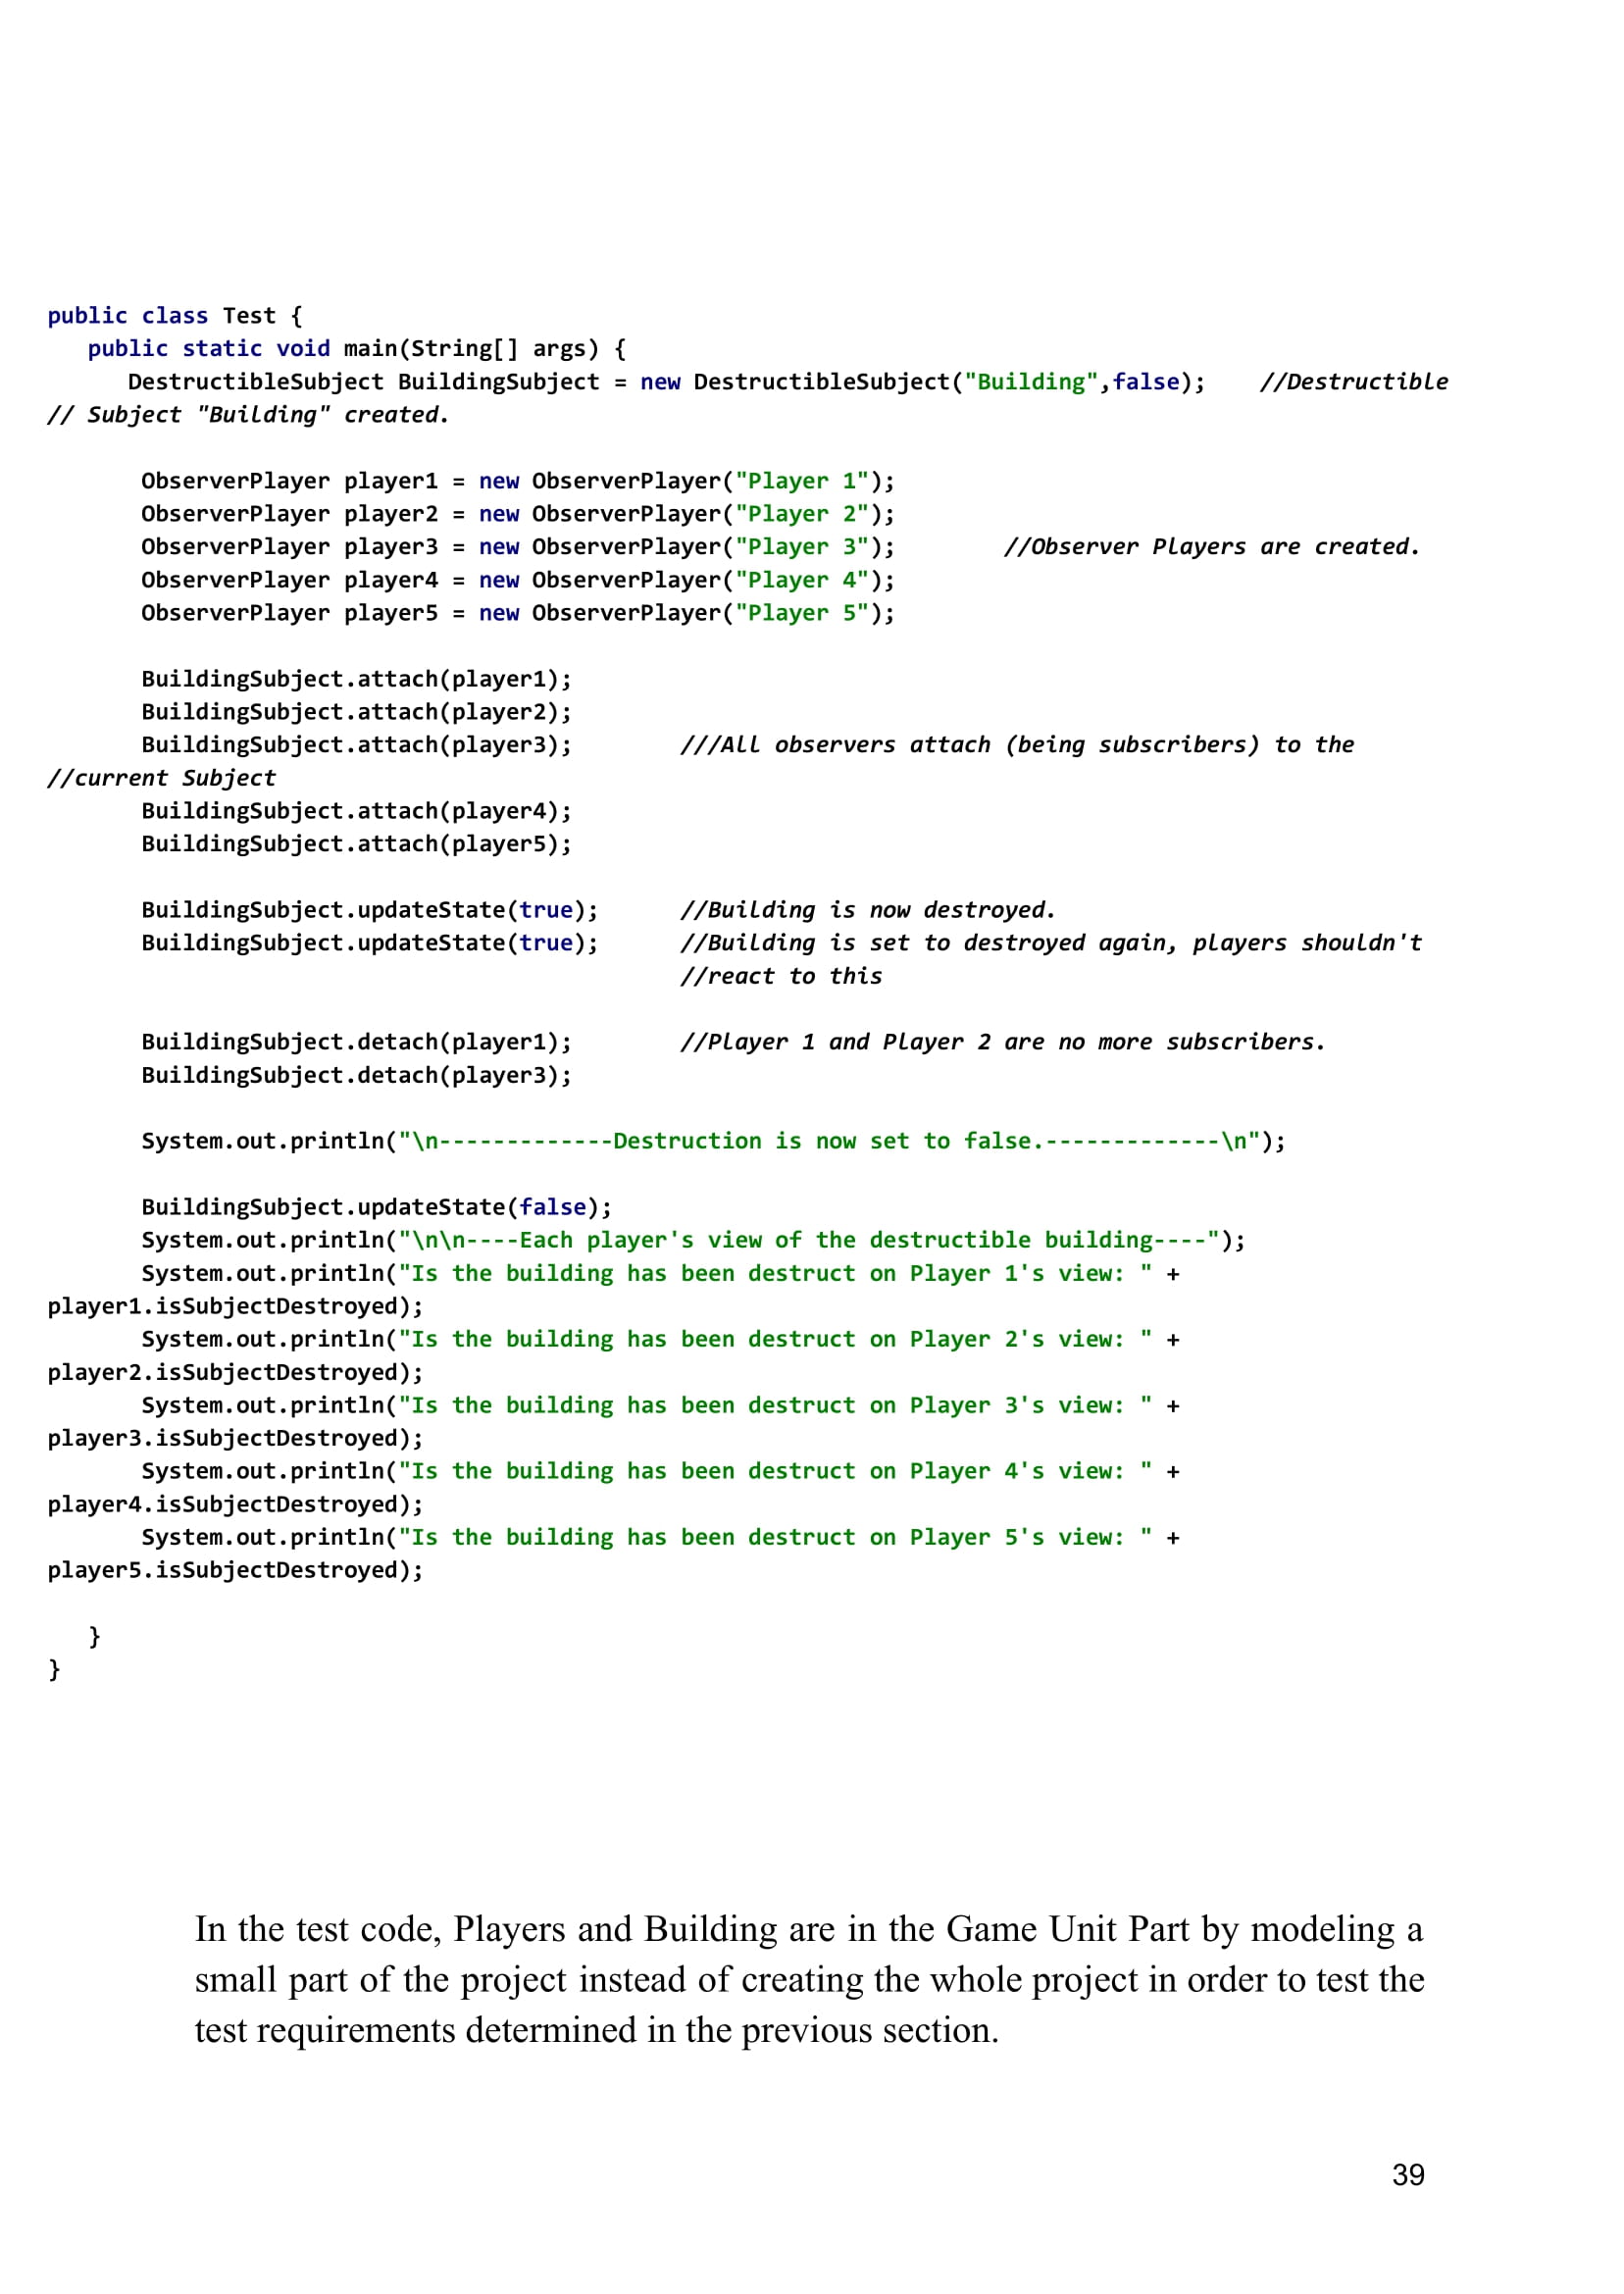 public class Test {
   public static void main(String[] args) {
      DestructibleSubject BuildingSubject = new DestructibleSubject("Building",false);    //Destructible
// Subject "Building" created.
       ObserverPlayer player1 = new ObserverPlayer("Player 1");
       ObserverPlayer player2 = new ObserverPlayer("Player 2");
       ObserverPlayer player3 = new ObserverPlayer("Player 3");        //Observer Players are created.
       ObserverPlayer player4 = new ObserverPlayer("Player 4");
       ObserverPlayer player5 = new ObserverPlayer("Player 5");
       BuildingSubject.attach(player1);
       BuildingSubject.attach(player2);
       BuildingSubject.attach(player3);        ///All observers attach (being subscribers) to the
//current Subject
       BuildingSubject.attach(player4);
       BuildingSubject.attach(player5);
       BuildingSubject.updateState(true);      //Building is now destroyed.
       BuildingSubject.updateState(true);      //Building is set to destroyed again, players shouldn't
                                               //react to this
       BuildingSubject.detach(player1);        //Player 1 and Player 2 are no more subscribers.
       BuildingSubject.detach(player3);
       System.out.println("\n-------------Destruction is now set to false.-------------\n");
       BuildingSubject.updateState(false);
       System.out.println("\n\n----Each player's view of the destructible building----");
       System.out.println("Is the building has been destruct on Player 1's view: " +
player1.isSubjectDestroyed);
       System.out.println("Is the building has been destruct on Player 2's view: " +
player2.isSubjectDestroyed);
       System.out.println("Is the building has been destruct on Player 3's view: " +
player3.isSubjectDestroyed);
       System.out.println("Is the building has been destruct on Player 4's view: " +
player4.isSubjectDestroyed);
       System.out.println("Is the building has been destruct on Player 5's view: " +
player5.isSubjectDestroyed);
   }
}
In the test code, Players and Building are in the Game Unit Part by modeling a
small part of the project instead of creating the whole project in order to test the
test requirements determined in the previous section.
39